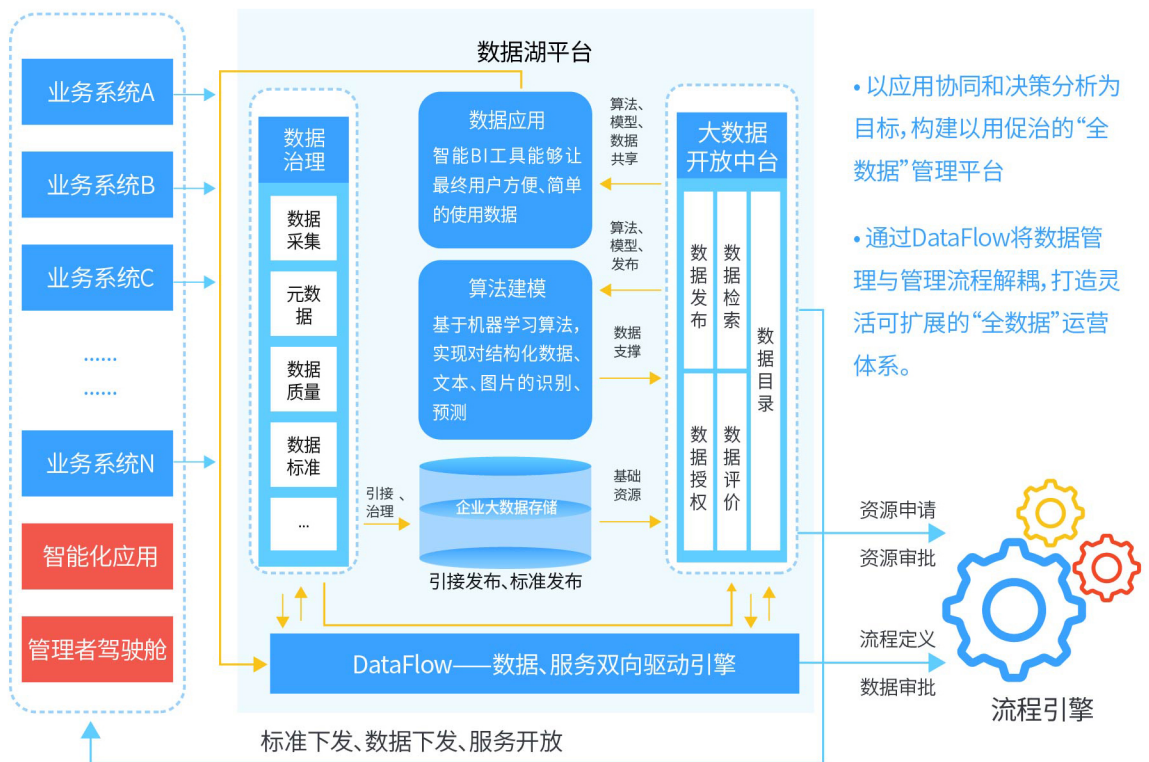 业务系统A
业务系统B
业务系统C
……
……
业务系统N
智能化应用
管理者驾驶舱
数据湖平台
数据
治理
数据
采集
元数
据
数据
质量
数据
标准
...
引接、
治理
数据应用
智能BI工具能够让
最终用户方便、简单
的使用数据
算法建模
基于机器学习算法，
实现对结构化数据、
文本、图片的识别、
预测
企业大数据存储
引接发布、标准发布
算法、
模型、
数据
共享
算法、
模型、
发布
数据
支撑
基础
资源
大数据
开放中台
数据发布
数据检索
数据授权
数据评价
数据目录
DataFlow——数据、服务双向驱动引擎
标准下发、数据下发、服务开放
• 以应用协同和决策分析为
目标，构建以用促治的“全
数据”管理平台
• 通过DataFlow将数据管
理与管理流程解耦，打造灵
活可扩展的“全数据”运营
体系。
资源申请
资源审批
流程定义
数据审批
流程引擎